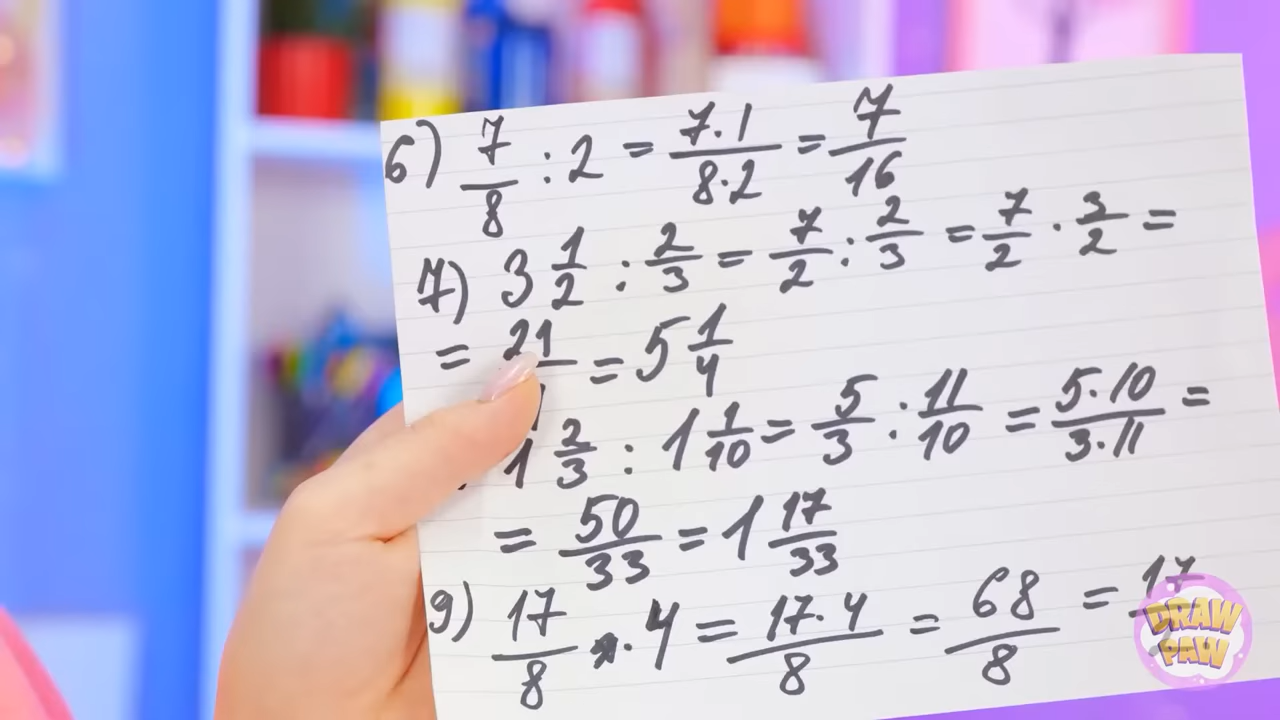 6) 7/8 : 2 = 7·1/8·2 = 7/16
7) 3 1/2 : 2/3 = 7/2 : 2/3 = 7/2 · 3/2 =
= 21/ = 5 1/4
1 2/3 : 1 1/10 = 5/3 : 11/10 = 5·10/3·11 =
= 50/33 = 1 17/33
9) 17/8 · 4 = 17·4/8 = 68/8 = 17/
DRAW
PAW